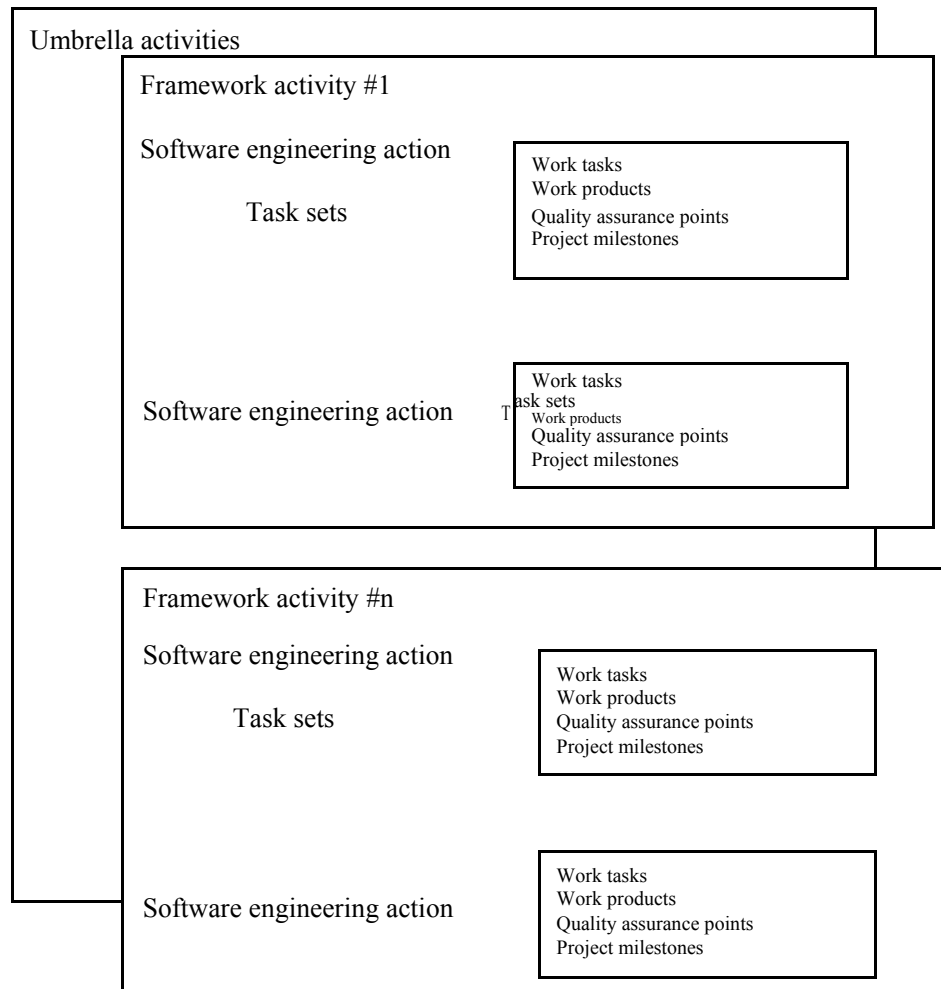 Umbrella activities
Framework activity #1
Software engineering action
Task sets
Work tasks
Work products
Quality assurance points
Project milestones
Software engineering action
Work tasks
Task sets
Work products
Quality assurance points
Project milestones
Framework activity #n
Software engineering action
Task sets
Work tasks
Work products
Quality assurance points
Project milestones
Software engineering action
Work tasks
Work products
Quality assurance points
Project milestones